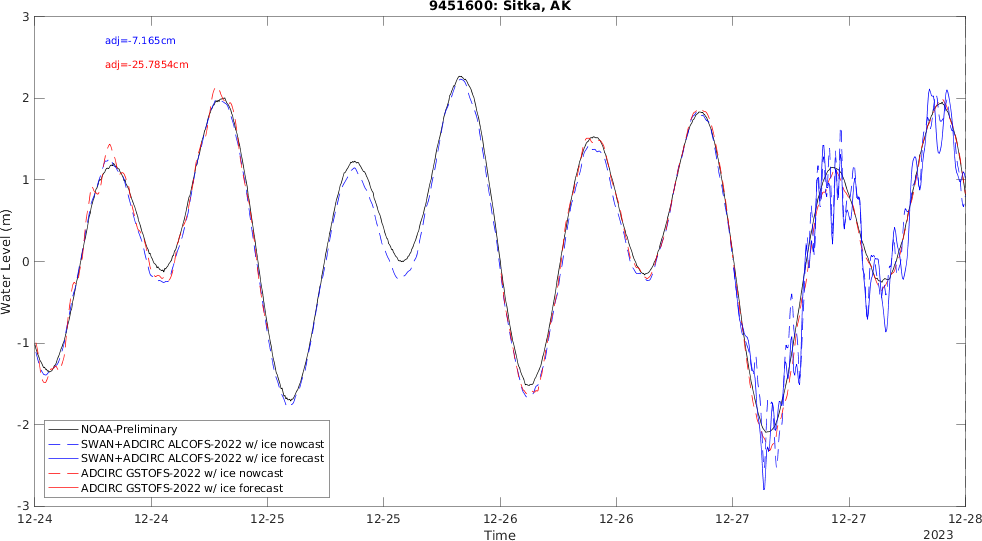 9451600: Sitka, AK
adj=-7.165cm
adj=-25.7854cm
Water Level (m)
3
2
1
0
-1
-2
-3
NOAA-Preliminary
SWAN+ADCIRC ALCOFS-2022 w/ ice nowcast
SWAN+ADCIRC ALCOFS-2022 w/ ice forecast
ADCIRC GSTOFS-2022 w/ ice nowcast
ADCIRC GSTOFS-2022 w/ ice forecast
12-24 12-24 12-25 12-25 12-26 12-26 12-27 12-27 12-28
Time
2023